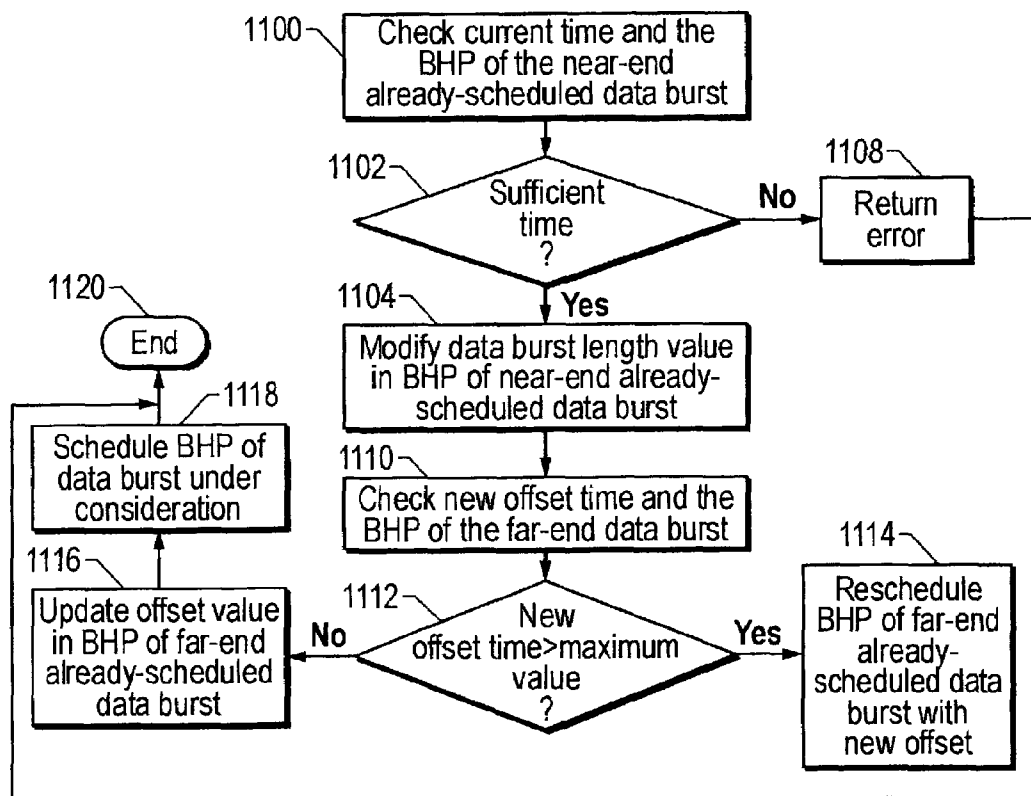 1100
Check current time and the
BHP of the near-end
already-scheduled data burst
1102
Sufficient
time
?
No
1108
Return
error
Yes
1104
Modify data burst length value
in BHP of near-end already-
scheduled data burst
1120
End
1118
Schedule BHP of
data burst under
consideration
1110
Check new offset time and the
BHP of the far-end data burst
1116
Update offset value
in BHP of far-end
already-scheduled
data burst
No
1112
New
offset time>maximum
value
?
Yes
1114
Reschedule
BHP of far-end
already-
scheduled data
burst with
new offset